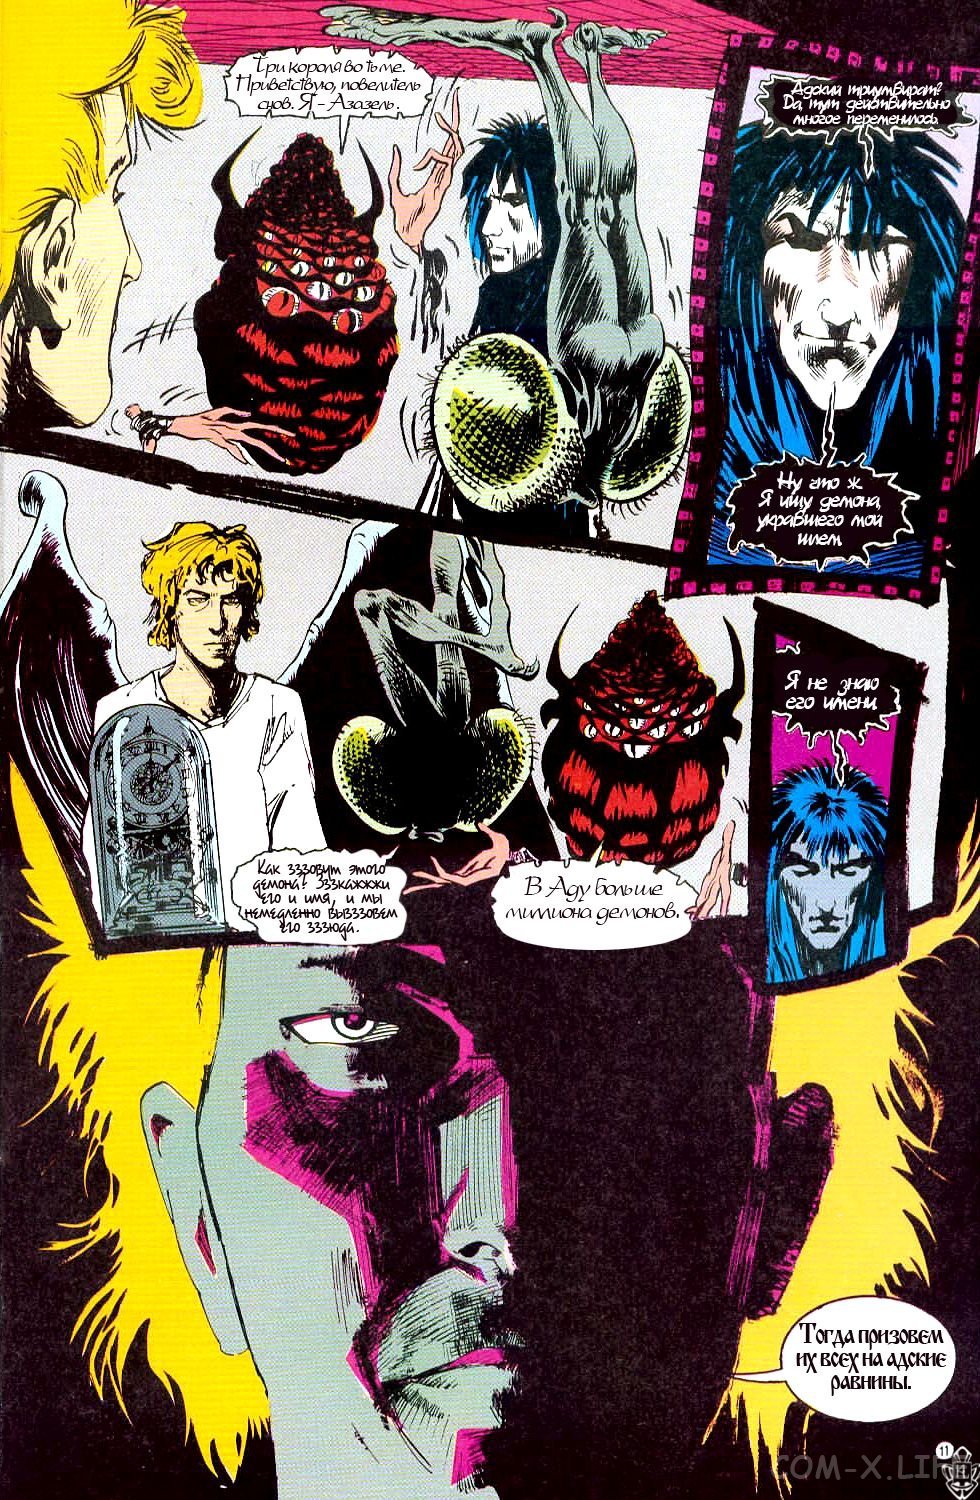 Три короля во тьме.
Приветствую, повелитель
снов. Я - Азазель.
Адский триумвират?
Да, тут действительно
многое переменилось.
Ну что ж.
Я ищу демона,
укравшего мой
шлем
Я не знаю
его имени
Как зззовут этого
демона? Зззкажжжи
его и имя, и мы
немедленно выззовем
его зззюда.
В Аду больше
миллиона демонов.
Тогда призовем
их всех на адские
равнины.
11
COM-X.LIFE